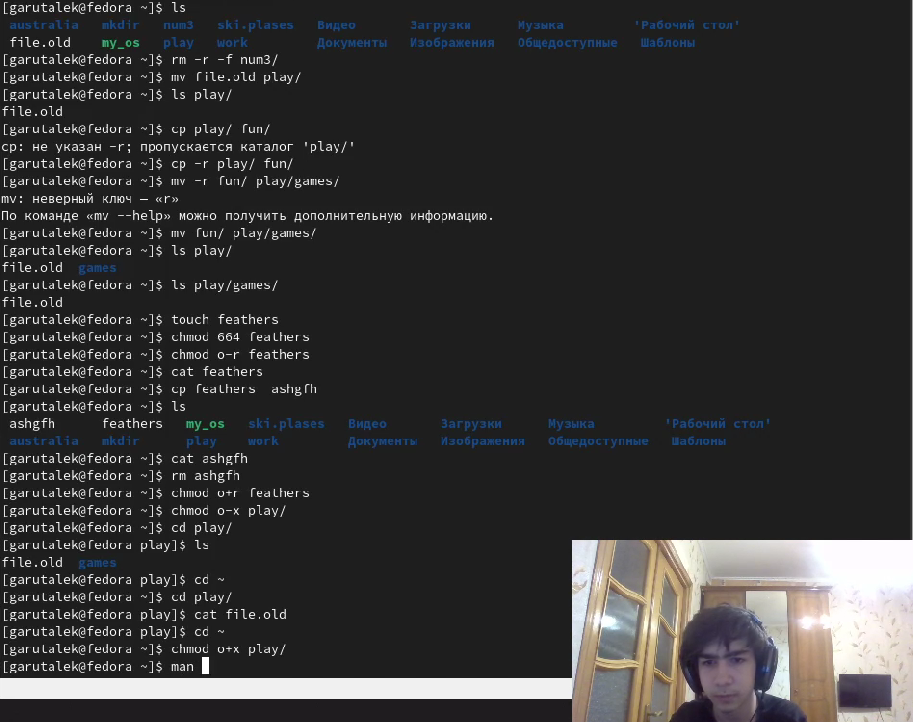 [garutalek@fedora ~]$ ls
australia mkdir num3 ski.plases Видео Загрузки Музыка 'Рабочий стол'
file.old my_os play work Документы Изображения Общедоступные Шаблоны
[garutalek@fedora ~]$ rm -r -f num3/
[garutalek@fedora ~]$ mv file.old play/
[garutalek@fedora ~]$ ls play/
file.old
[garutalek@fedora ~]$ cp play/ fun/
cp: не указан -r; пропускается каталог 'play/'
[garutalek@fedora ~]$ cp -r play/ fun/
[garutalek@fedora ~]$ mv -r fun/ play/games/
mv: неверный ключ — «r»
По команде «mv --help» можно получить дополнительную информацию.
[garutalek@fedora ~]$ mv fun/ play/games/
[garutalek@fedora ~]$ ls play/
file.old games
[garutalek@fedora ~]$ ls play/games/
file.old
[garutalek@fedora ~]$ touch feathers
[garutalek@fedora ~]$ chmod 664 feathers
[garutalek@fedora ~]$ chmod o-r feathers
[garutalek@fedora ~]$ cat feathers
[garutalek@fedora ~]$ cp feathers ashgfh
[garutalek@fedora ~]$ ls
ashgfh feathers my_os ski.plases Видео Загрузки Музыка 'Рабочий стол'
australia mkdir play work Документы Изображения Общедоступные Шаблоны
[garutalek@fedora ~]$ cat ashgfh
[garutalek@fedora ~]$ rm ashgfh
[garutalek@fedora ~]$ chmod o+r feathers
[garutalek@fedora ~]$ chmod o-x play/
[garutalek@fedora ~]$ cd play/
[garutalek@fedora play]$ ls
file.old games
[garutalek@fedora play]$ cd ~
[garutalek@fedora ~]$ cd play/
[garutalek@fedora play]$ cat file.old
[garutalek@fedora play]$ cd ~
[garutalek@fedora ~]$ chmod o+x play/
[garutalek@fedora ~]$ man